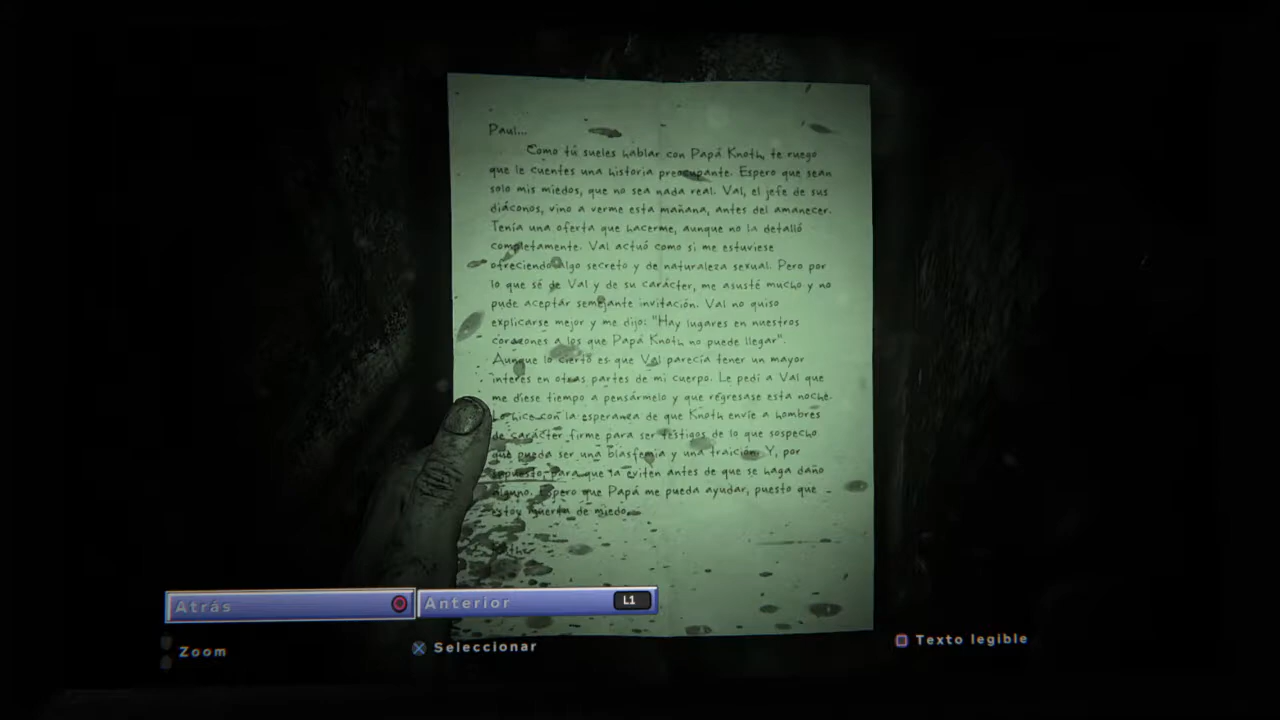 Paul...
Como tú sueles hablar con Papá Knoth, te ruego
que le cuentes una historia preocupante. Espero que sean
solo mis miedos, que no sea nada real. Val, el jefe de sus
diáconos, vino a verme esta mañana, antes del amanecer.
Tenía una oferta que hacerme, aunque no la detalló
completamente. Val actuó como si me estuviese
ofreciendo algo secreto y de naturaleza sexual. Pero por
lo que sé de Val y de su carácter, me asusté mucho y no
pude aceptar semejante invitación. Val no quiso
explicarse mejor y me dijo: "Hay lugares en nuestros
corazones a los que Papá Knoth no puede llegar".
Aunque lo cierto es que Val parecía tener un mayor
interés en otras partes de mi cuerpo. Le pedí a Val que
me diese tiempo a pensármelo y que regresase esta noche.
Lo hice con la esperanza de que Knoth envíe a hombres
de carácter firme para ser testigos de lo que sospecho
que pueda ser una blasfemia y una traición. Y, por
supuesto, para que la eviten antes de que se haga daño
alguno. Espero que Papá me pueda ayudar, puesto que
estoy muerta de miedo.
Atrás
Anterior L1
Zoom
Seleccionar
Texto legible